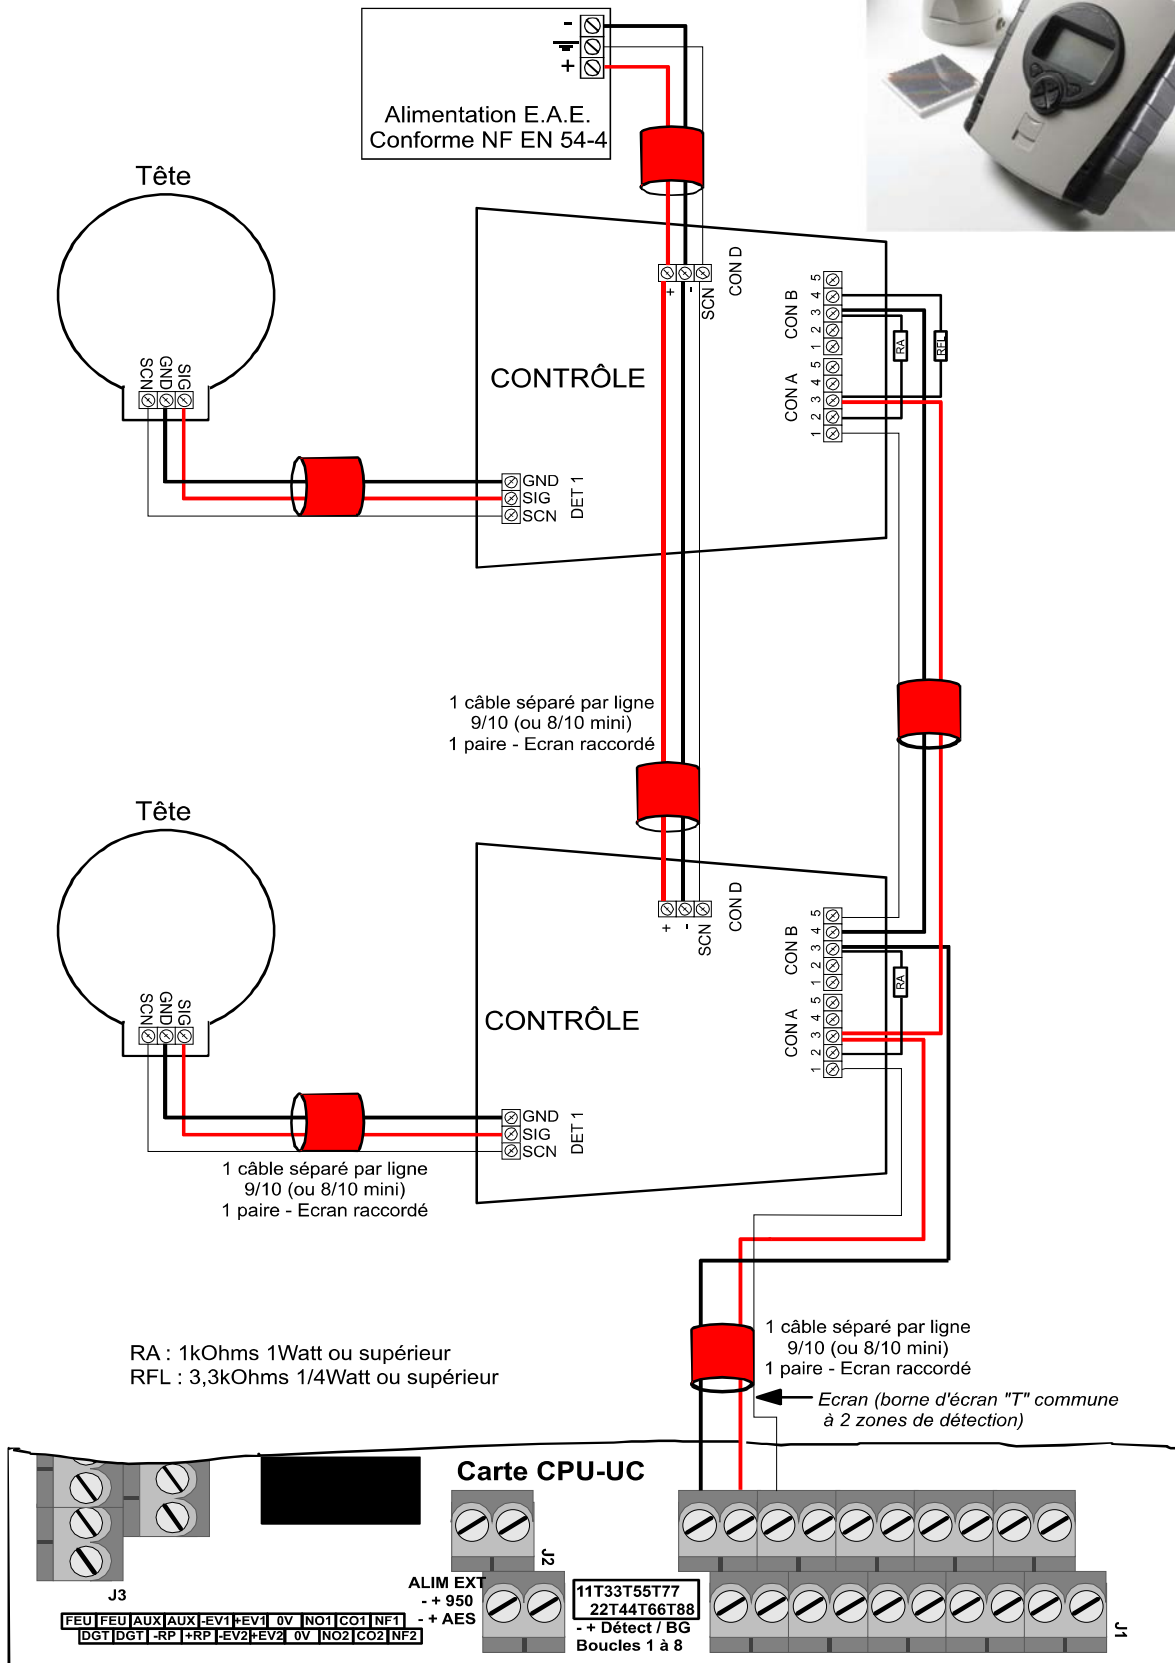 -
+
Alimentation E.A.E.
Conforme NF EN 54-4
Tête
SCN
GND
SIG
+
-
SCN
CON D
CONTRÔLE
CON B
5
4
3
2
1
CON A
5
4
3
2
1
RA
RFL
GND
SIG
SCN
DET 1
1 câble séparé par ligne
9/10 (ou 8/10 mini)
1 paire - Ecran raccordé
Tête
SCN
GND
SIG
+
-
SCN
CON D
CONTRÔLE
CON B
5
4
3
2
1
CON A
5
4
3
2
1
RA
GND
SIG
SCN
DET 1
1 câble séparé par ligne
9/10 (ou 8/10 mini)
1 paire - Ecran raccordé
1 câble séparé par ligne
9/10 (ou 8/10 mini)
1 paire - Ecran raccordé
RA : 1kOhms 1Watt ou supérieur
RFL : 3,3kOhms 1/4Watt ou supérieur
Ecran (borne d'écran "T" commune
à 2 zones de détection)
Carte CPU-UC
J3
J2
J1
ALIM EXT
- + 950
- + AES
11T33T55T77
22T44T66T88
- + Détect / BG
Boucles 1 à 8
FEU FEU AUX AUX -EV1 +EV1 0V NO1 CO1 NF1
DGT DGT -RP +RP -EV2 +EV2 0V NO2 CO2 NF2